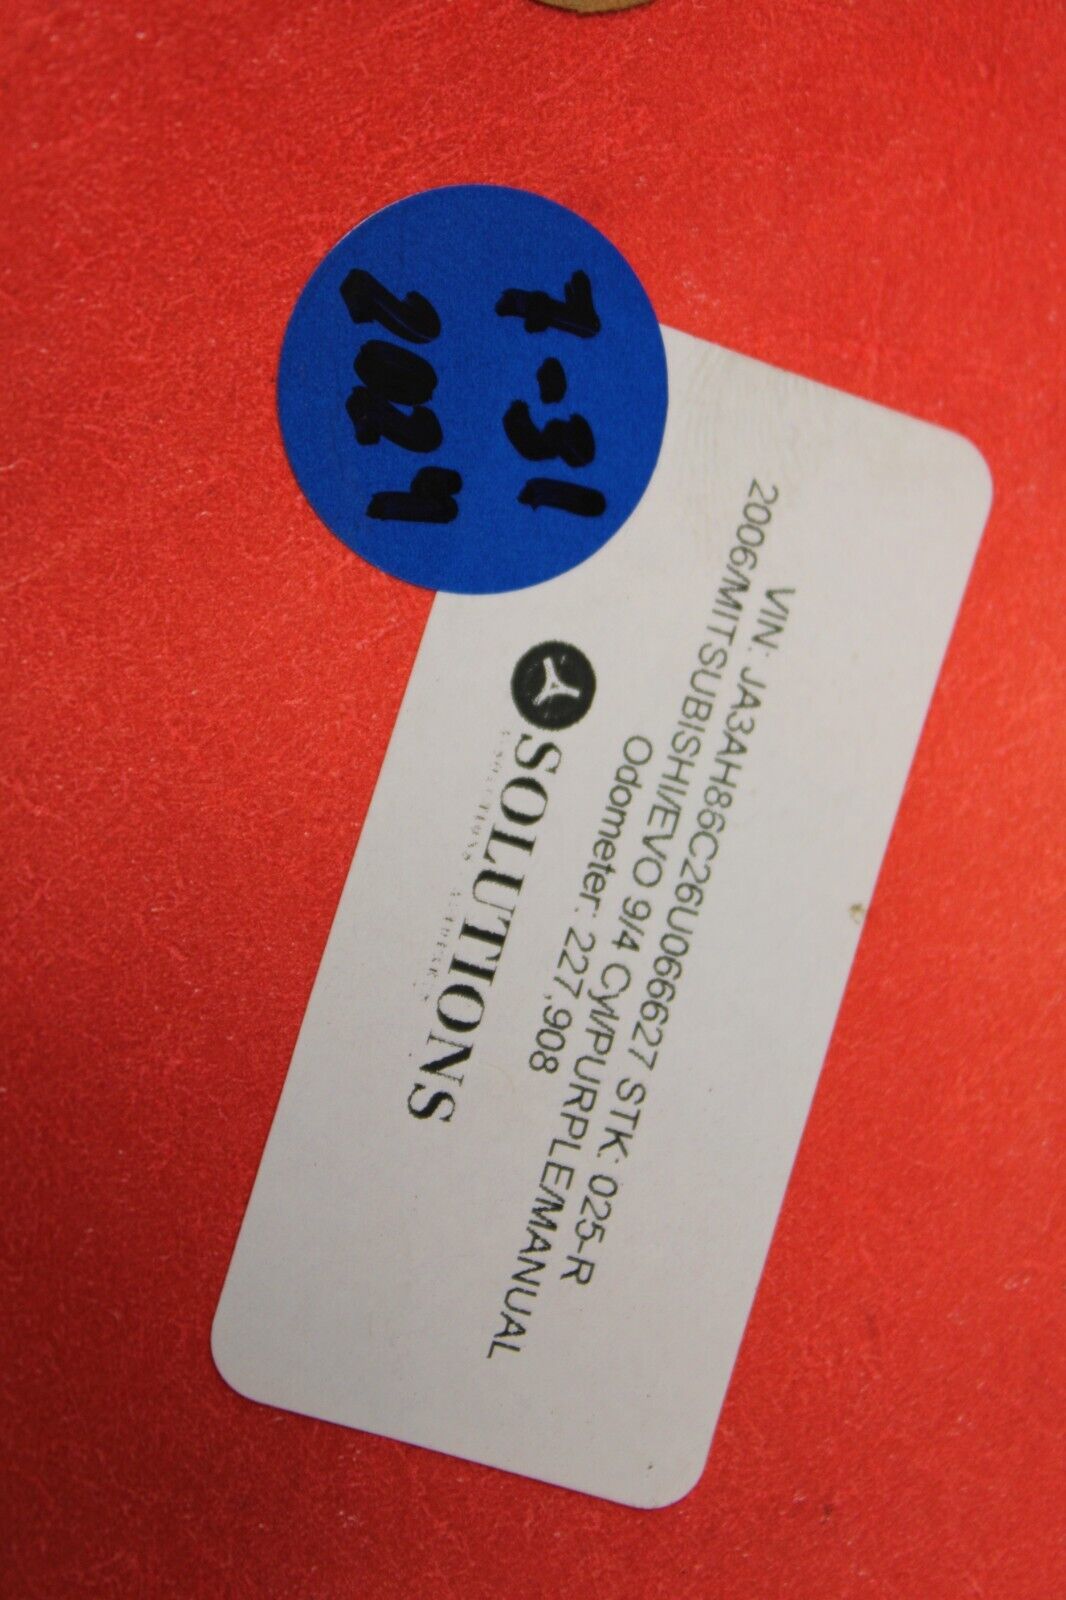 7-31
2024
VIN: JA3AH86C26U066627 STK: 025-R
2006/MITSUBISHI/EVO 9/4 Cyl/PURPLE/MANUAL
Odometer: 227,908
SOLUTIONS